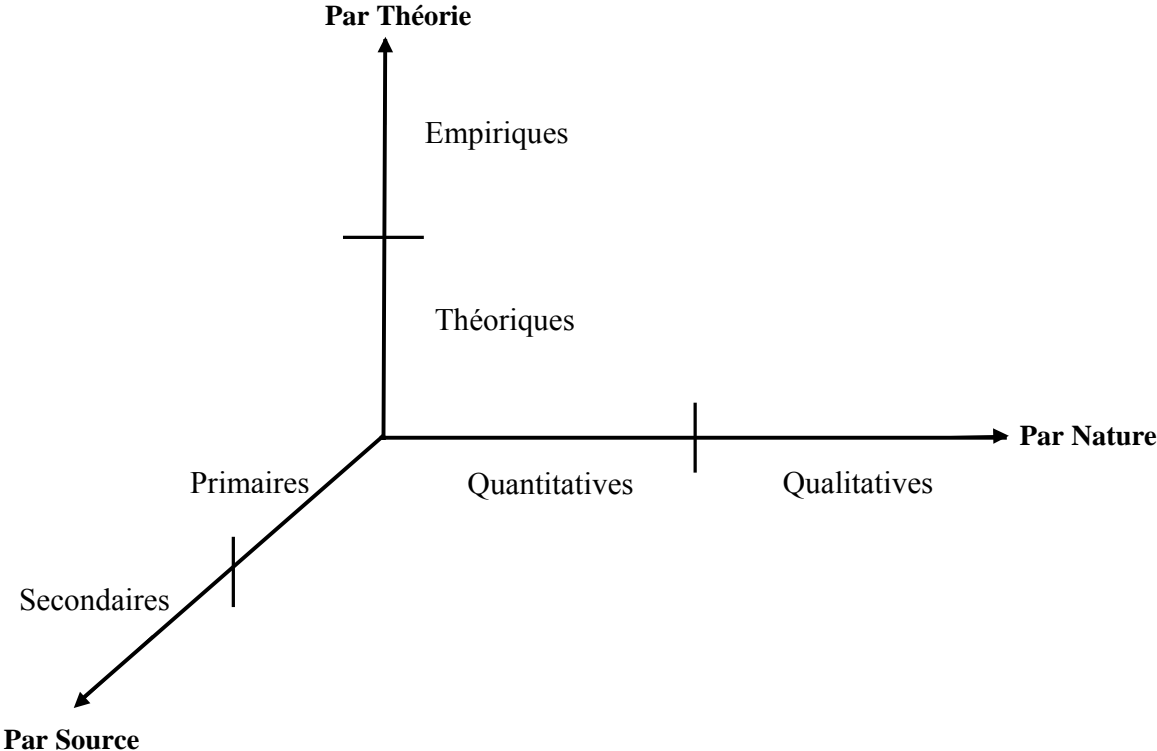 Par Théorie
Empiriques
Théoriques
Par Nature
Primaires
Quantitatives
Qualitatives
Secondaires
Par Source